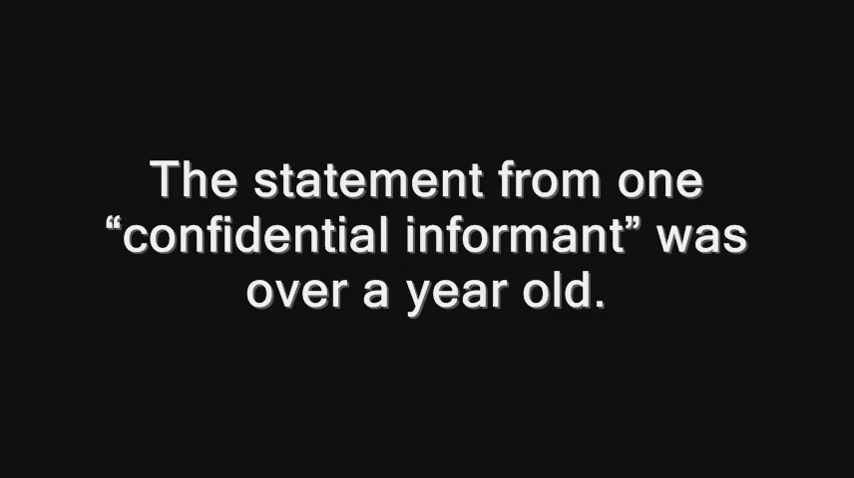 The statement from one
“confidential informant” was
over a year old.